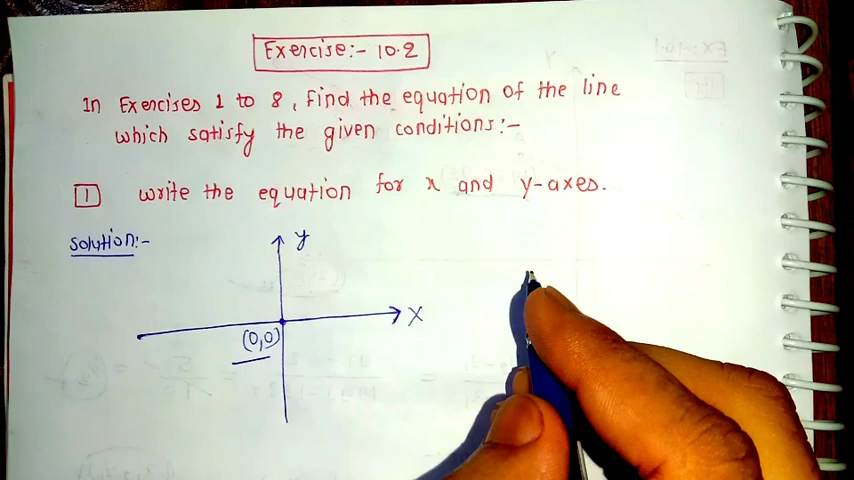 Exercise:- 10.2
In Exercises 1 to 8, Find the equation of the line
which satisfy the given conditions:-
1 write the equation for x and y-axes.
Solution:-
Y
X
(0,0)